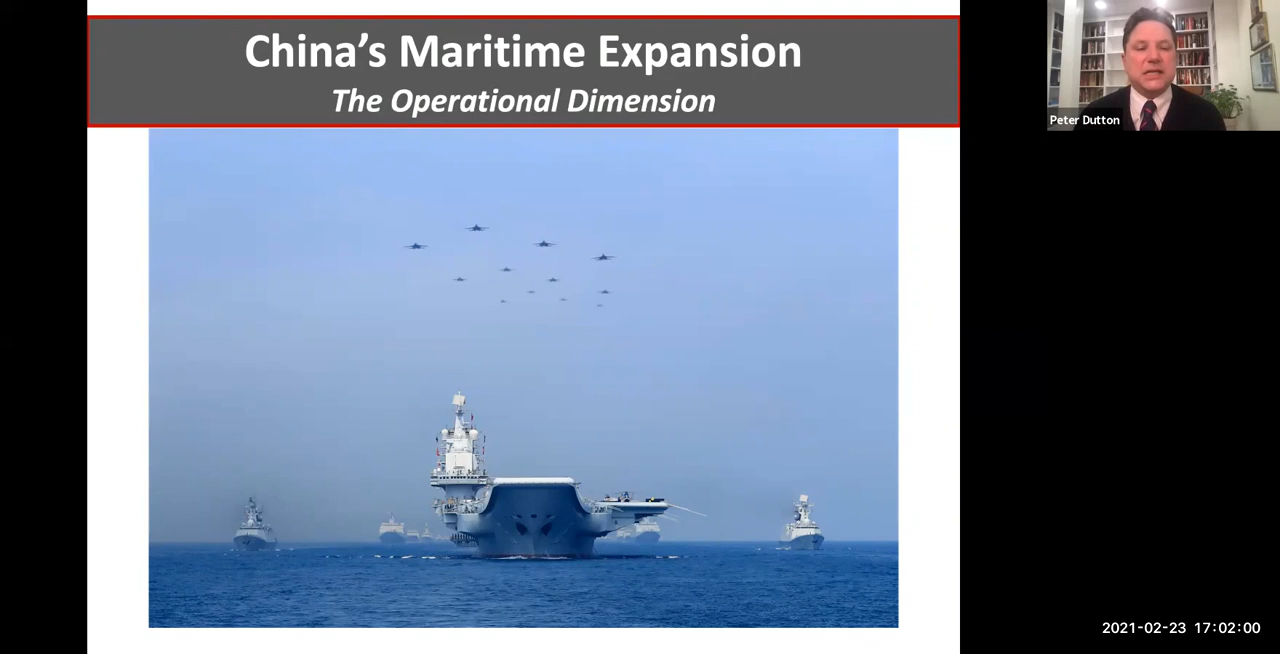 China’s Maritime Expansion
The Operational Dimension
Peter Dutton
2021-02-23 17:02:00